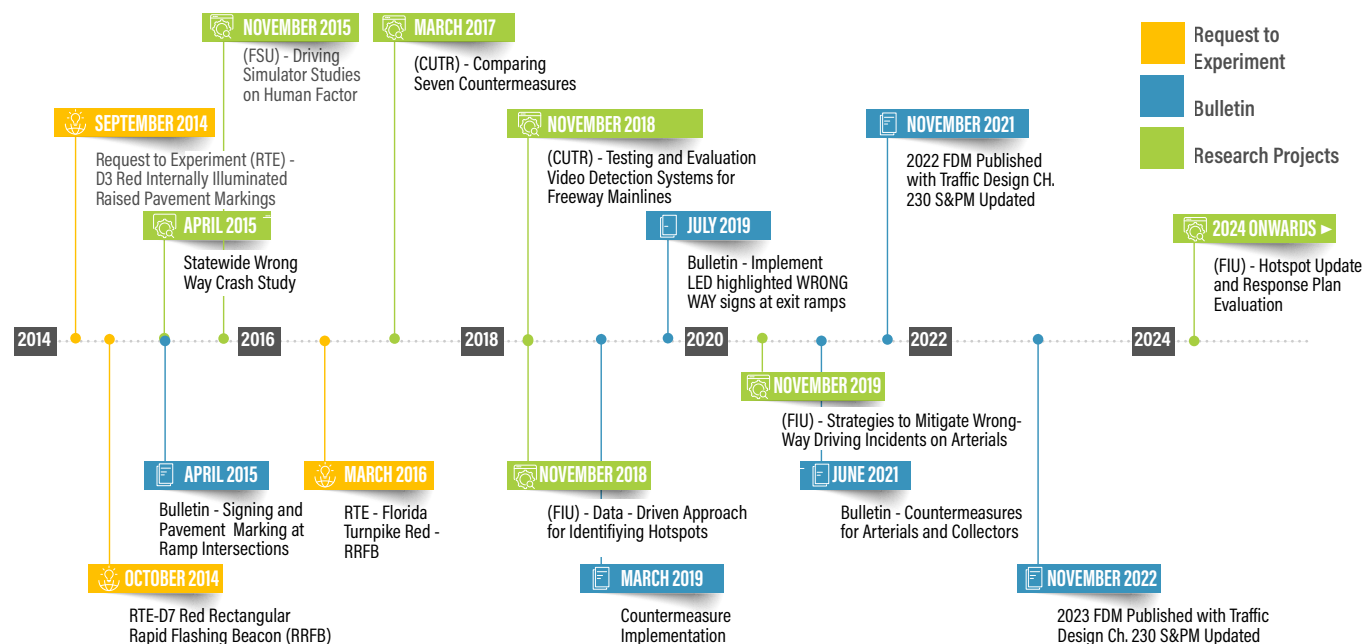 NOVEMBER 2015
(FSU) - Driving
Simulator Studies
on Human Factor
MARCH 2017
(CUTR) - Comparing
Seven Countermeasures
Request to
Experiment
Bulletin
Research Projects
SEPTEMBER 2014
Request to Experiment (RTE) -
D3 Red Internally Illuminated
Raised Pavement Markings
NOVEMBER 2018
(CUTR) - Testing and Evaluation
Video Detection Systems for
Freeway Mainlines
NOVEMBER 2021
2022 FDM Published
with Traffic Design CH.
230 S&PM Updated
APRIL 2015
Statewide Wrong
Way Crash Study
JULY 2019
Bulletin - Implement
LED highlighted WRONG
WAY signs at exit ramps
2024 ONWARDS ►
(FIU) - Hotspot Update
and Response Plan
Evaluation
2014
2016
2018
2020
2022
2024
NOVEMBER 2019
(FIU) - Strategies to Mitigate Wrong-
Way Driving Incidents on Arterials
APRIL 2015
Bulletin - Signing and
Pavement Marking at
Ramp Intersections
MARCH 2016
RTE - Florida
Turnpike Red -
RRFB
NOVEMBER 2018
(FIU) - Data - Driven Approach
for Identifiying Hotspots
JUNE 2021
Bulletin - Countermeasures
for Arterials and Collectors
OCTOBER 2014
RTE-D7 Red Rectangular
Rapid Flashing Beacon (RRFB)
MARCH 2019
Countermeasure
Implementation
NOVEMBER 2022
2023 FDM Published with Traffic
Design Ch. 230 S&PM Updated